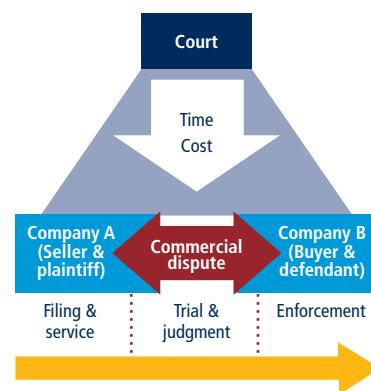 Court
Time
Cost
Company A
(Seller &
plaintiff)
Commercial
dispute
Company B
(Buyer &
defendant)
Filing &
service
Trial &
judgment
Enforcement